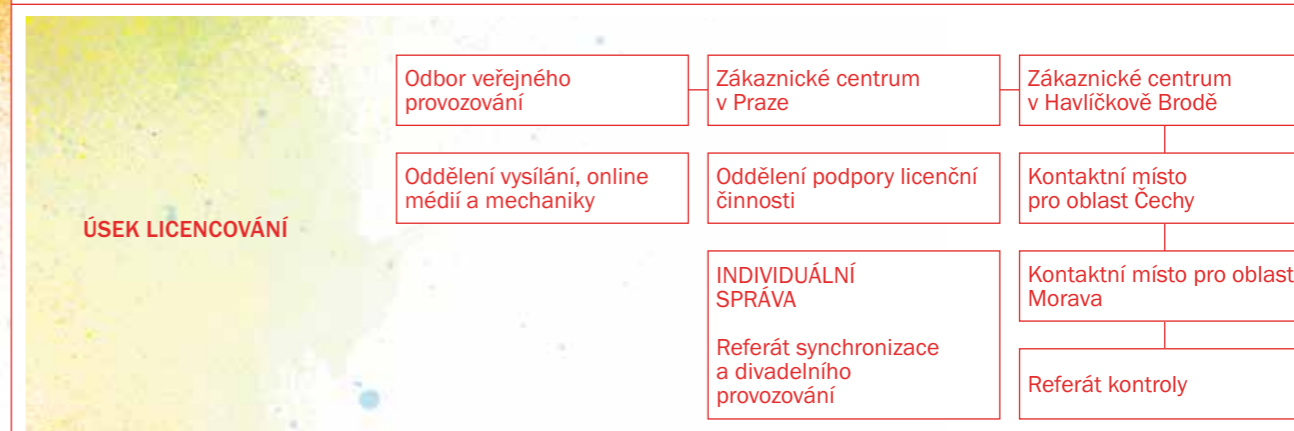 ÚSEK LICENCOVÁNÍ
Odbor veřejného
provozování
Zákaznické centrum
v Praze
Zákaznické centrum
v Havlíčkově Brodě
Oddělení vysílání, online
médií a mechaniky
Oddělení podpory licenční
činnosti
Kontaktní místo
pro oblast Čechy
INDIVIDUÁLNÍ
SPRÁVA
Referát synchronizace
a divadelního
provozování
Kontaktní místo pro oblast
Morava
Referát kontroly